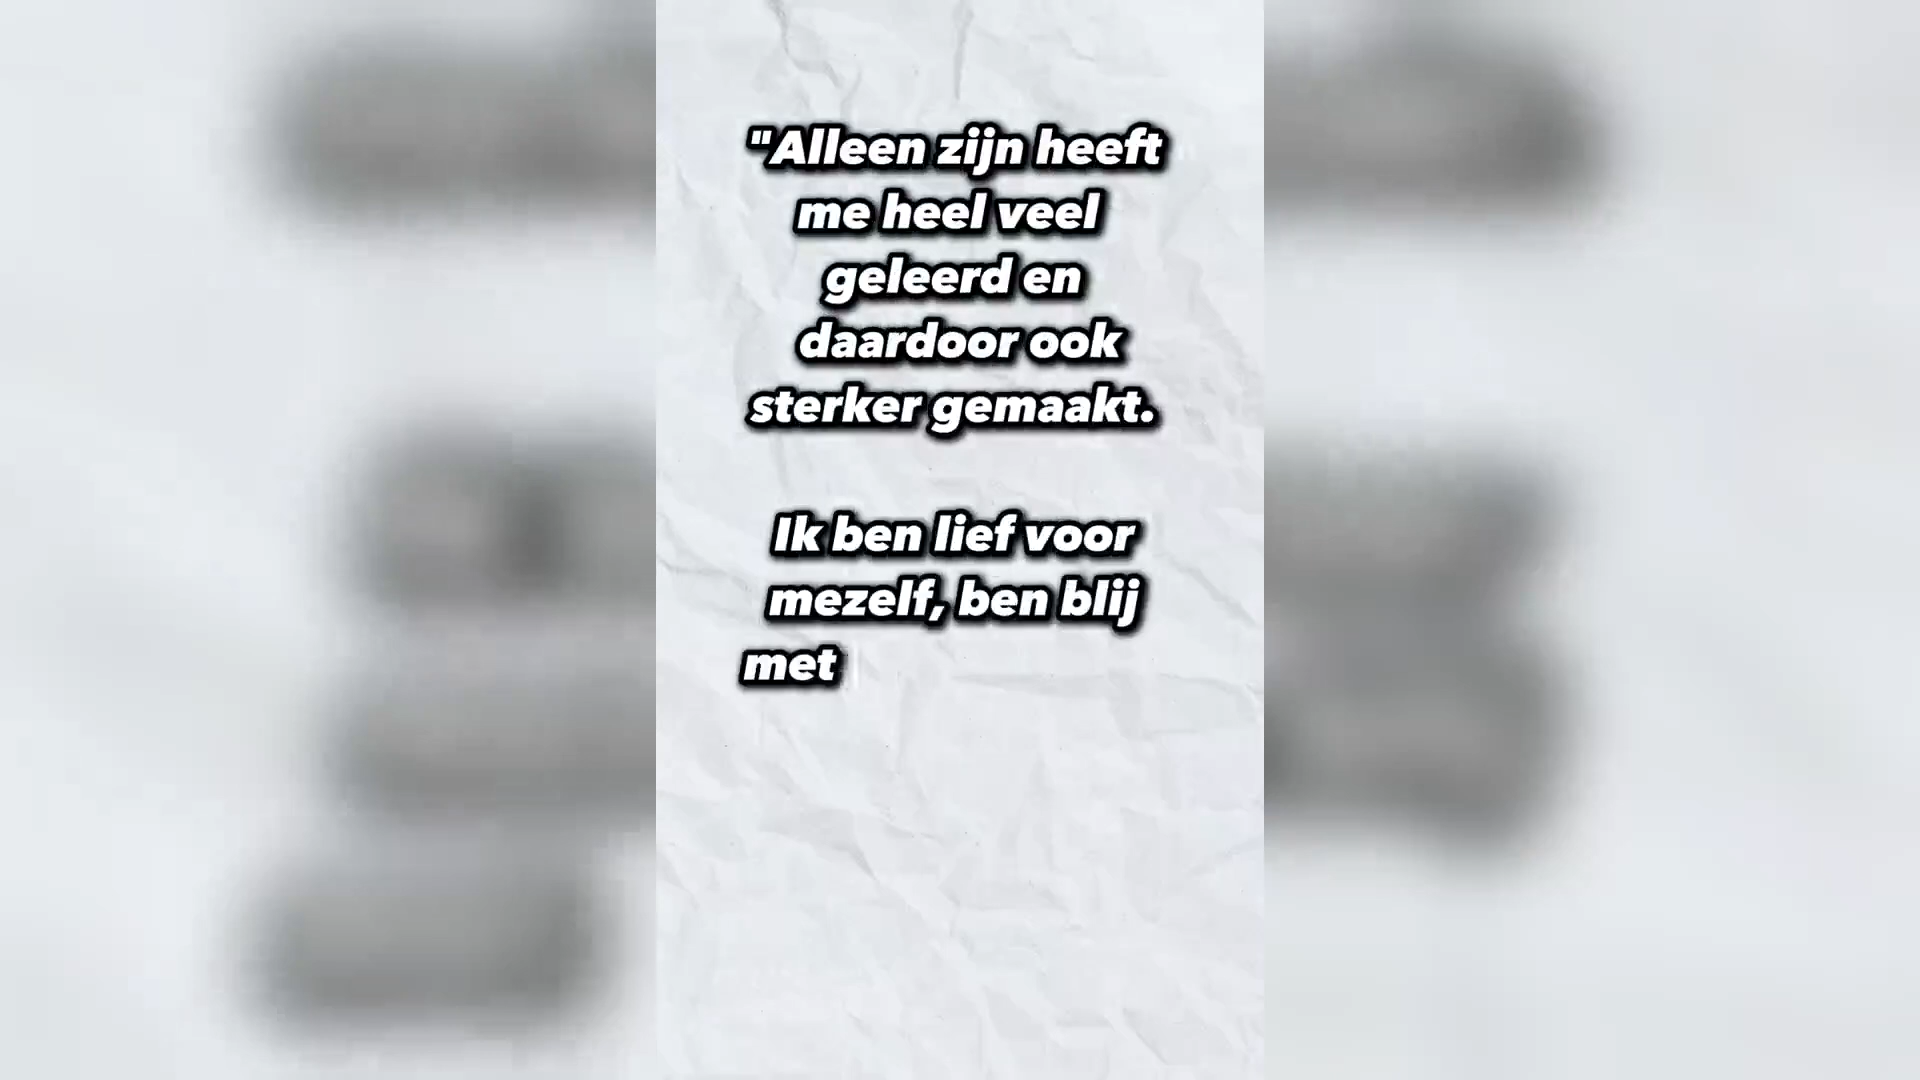 "Alleen zijn heeft
me heel veel
geleerd en
daardoor ook
sterker gemaakt.
Ik ben lief voor
mezelf, ben blij
met